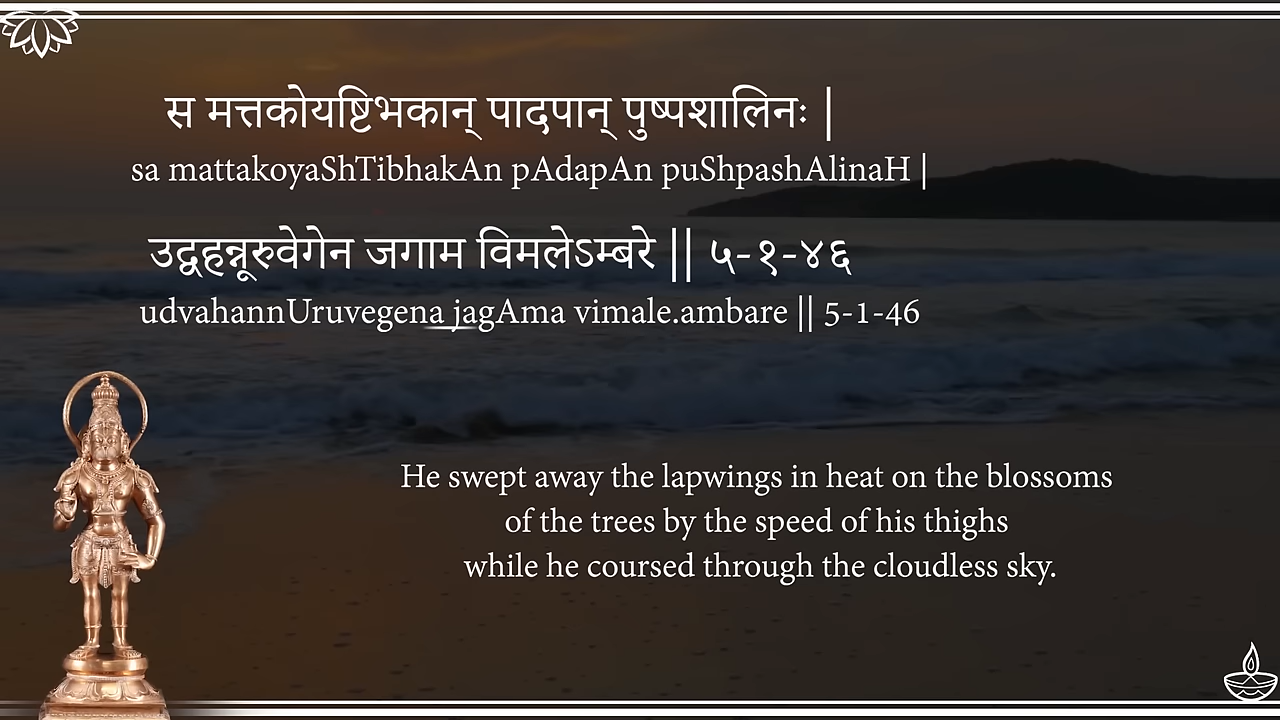 स मत्तकोयष्टिभकान् पादपान् पुष्पशालिनः |
sa mattakoyaShTibhakAn pAdapAn puShpashAlinaH |
उद्वहन्नूरुवेगेन जगाम विमलेऽम्बरे || ५-१-४६
udvahannUruvegena jagAma vimale.ambare || 5-1-46
He swept away the lapwings in heat on the blossoms
of the trees by the speed of his thighs
while he coursed through the cloudless sky.